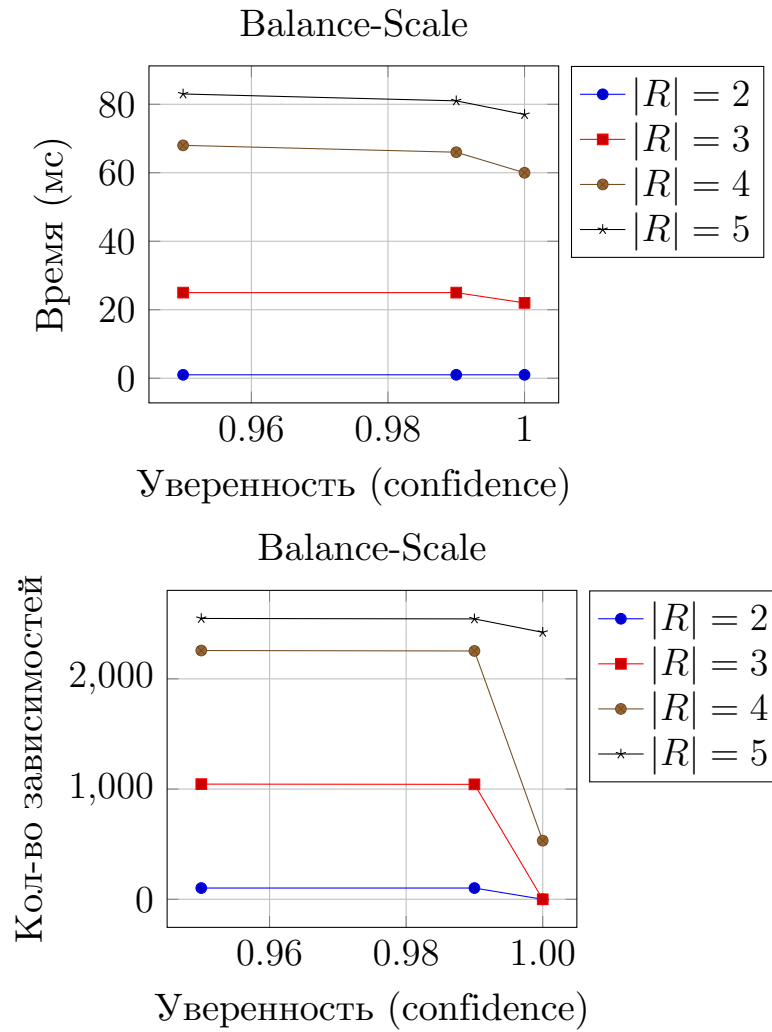 Balance-Scale
|R| = 2
|R| = 3
|R| = 4
|R| = 5
Время (мс)
80
60
40
20
0
0.96 0.98 1
Уверенность (confidence)
Balance-Scale
|R| = 2
|R| = 3
|R| = 4
|R| = 5
Кол-во зависимостей
2,000
1,000
0
0.96 0.98 1.00
Уверенность (confidence)